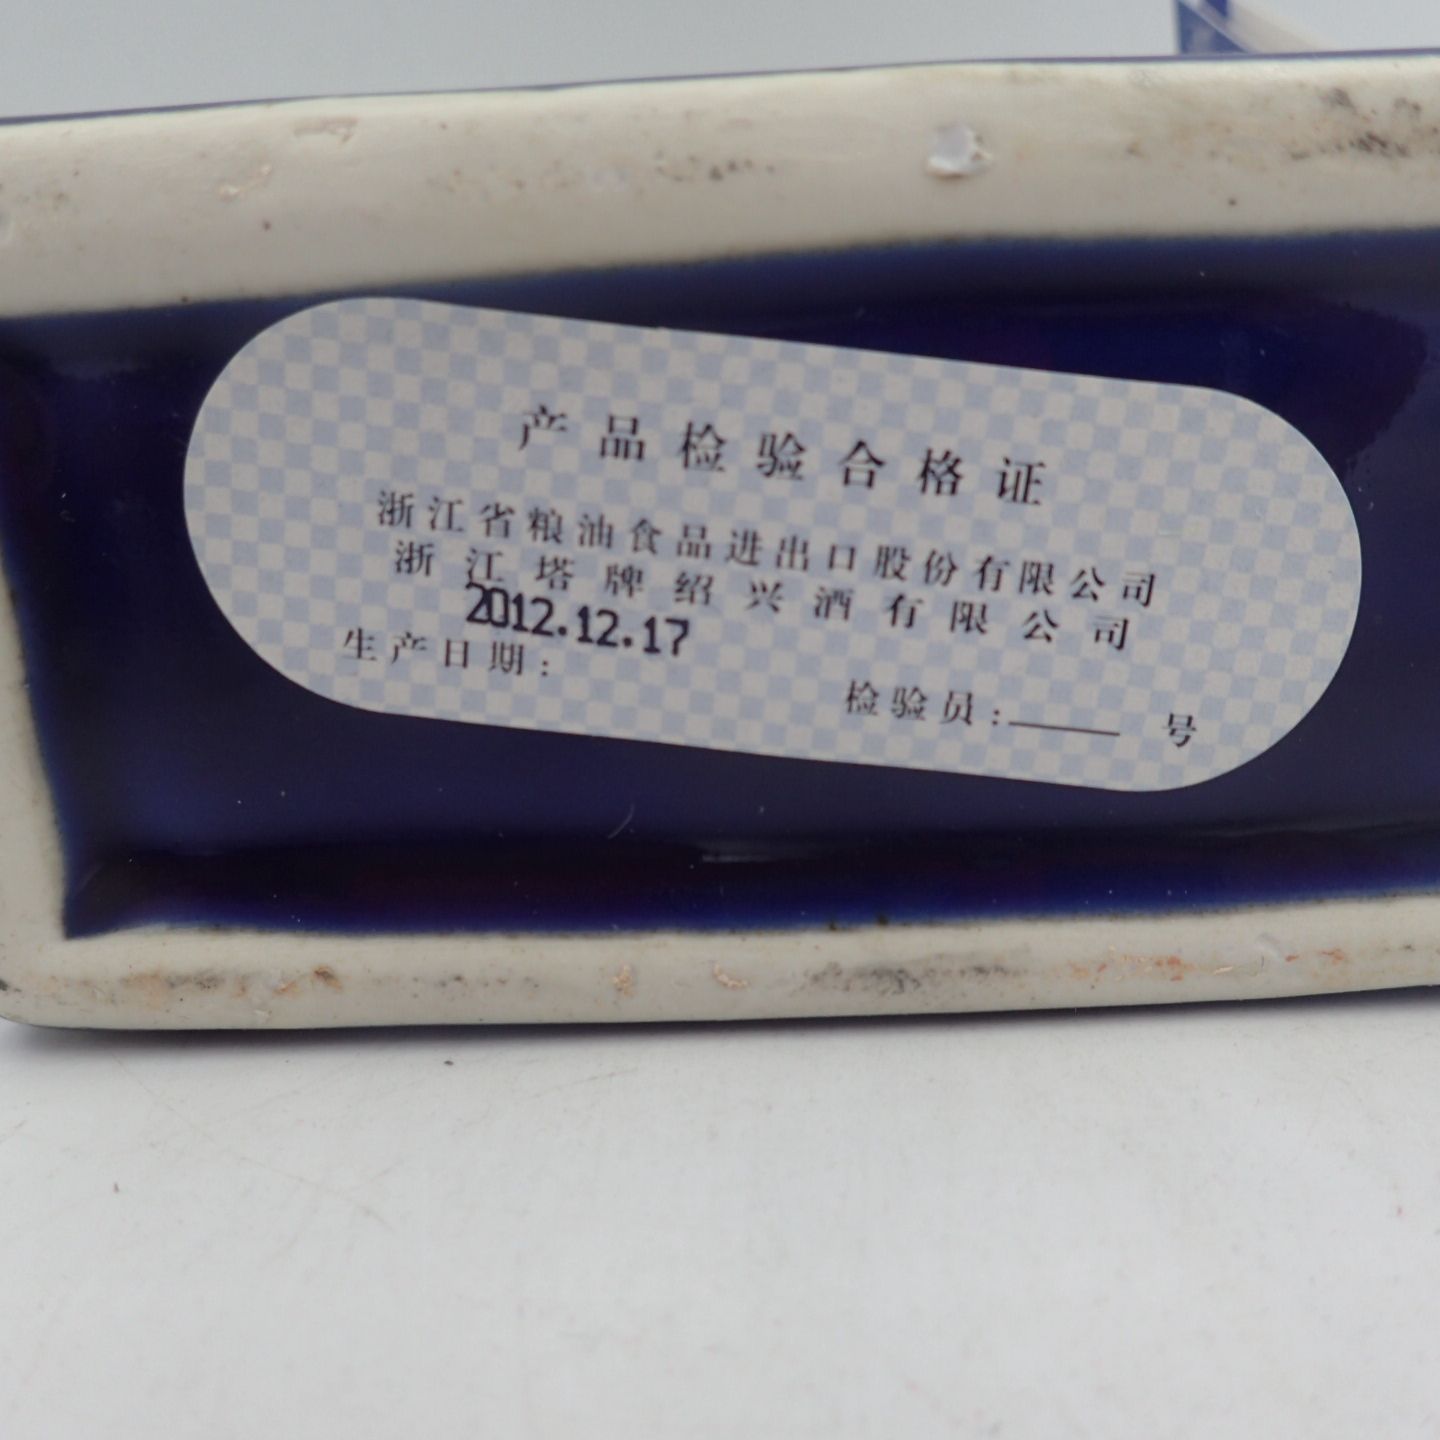 产品检验合格证
浙江省粮油食品进出口股份有限公司
浙江塔牌绍兴酒有限公司
2012.12.17
生产日期:
检验员:____ 号